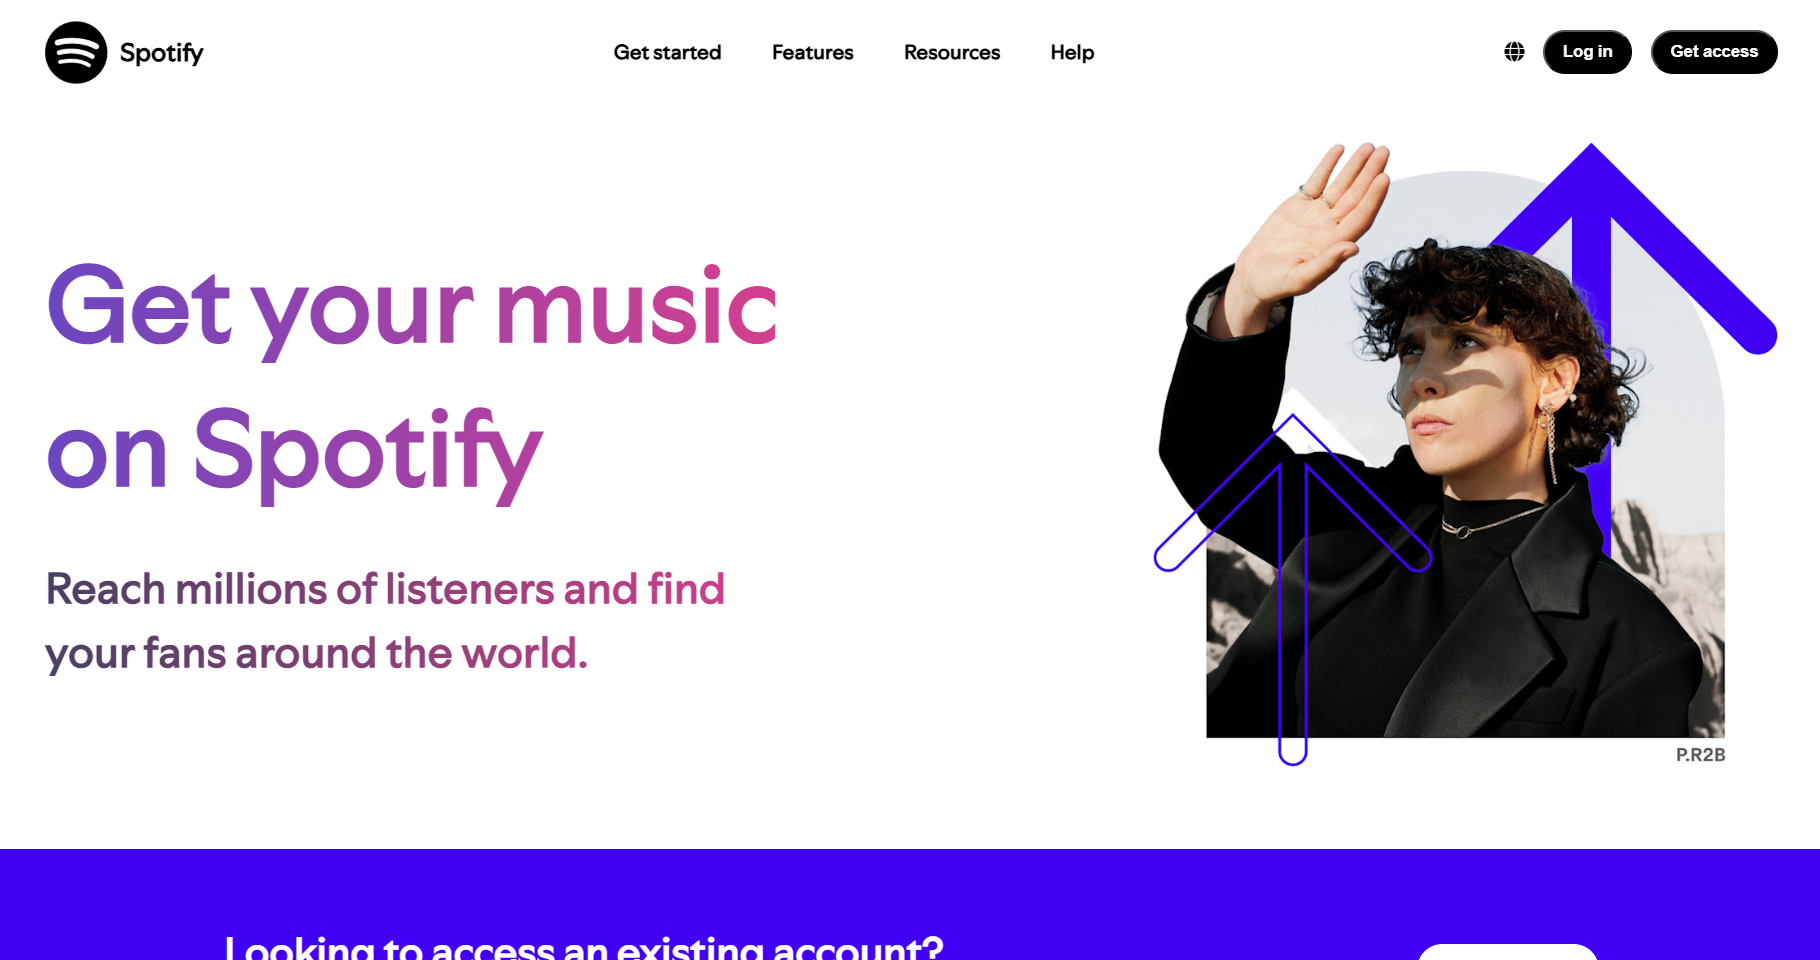 Spotify
Get started Features Resources Help
Log in Get access
Get your music
on Spotify
Reach millions of listeners and find
your fans around the world.
P.R2B
Looking to access an existing account?